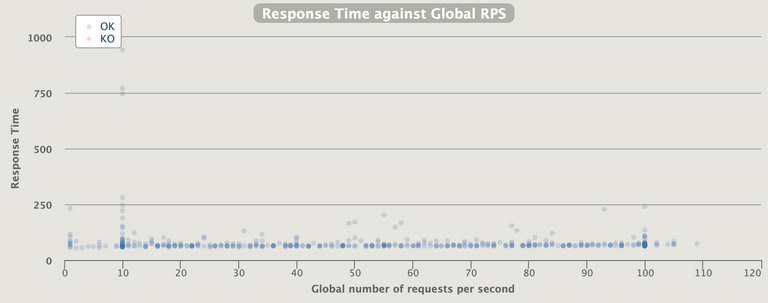 Response Time against Global RPS
OK
KO
1000
750
500
250
0
Response Time
0 10 20 30 40 50 60 70 80 90 100 110 120
Global number of requests per second